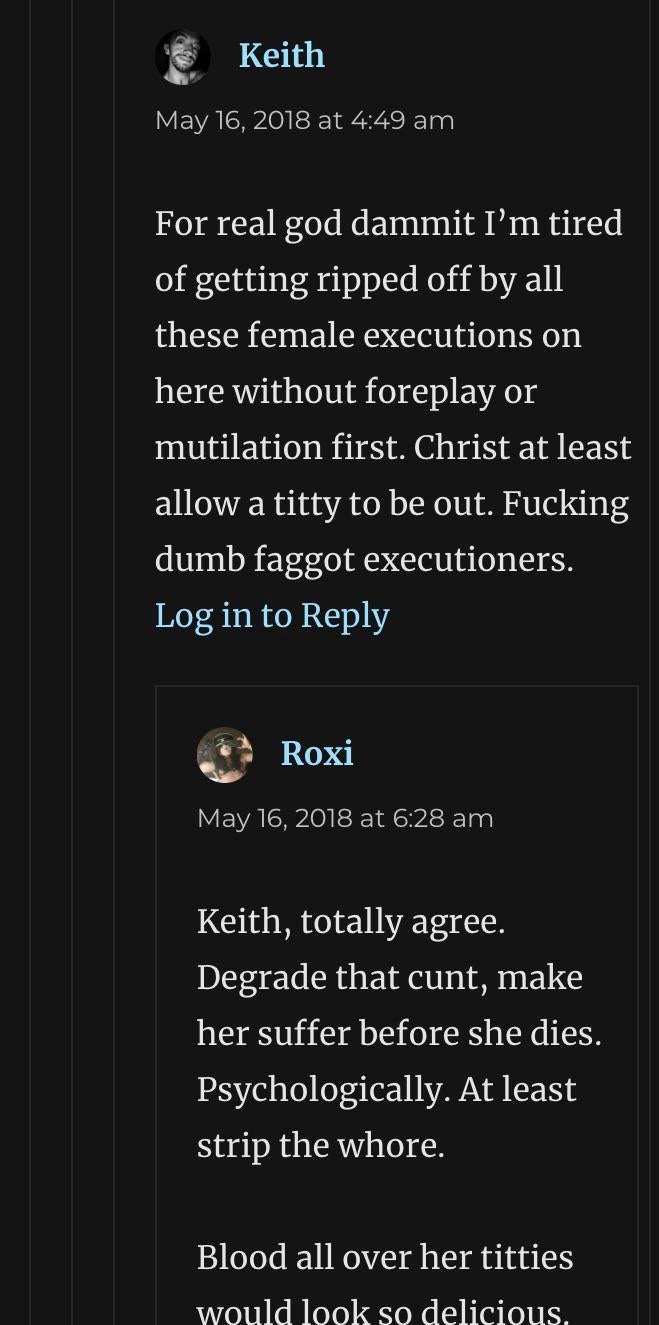 Keith
May 16, 2018 at 4:49 am
For real god dammit I’m tired
of getting ripped off by all
these female executions on
here without foreplay or
mutilation first. Christ at least
allow a titty to be out. Fucking
dumb faggot executioners.
Log in to Reply
Roxi
May 16, 2018 at 6:28 am
Keith, totally agree.
Degrade that cunt, make
her suffer before she dies.
Psychologically. At least
strip the whore.
Blood all over her titties
would look so delicious.